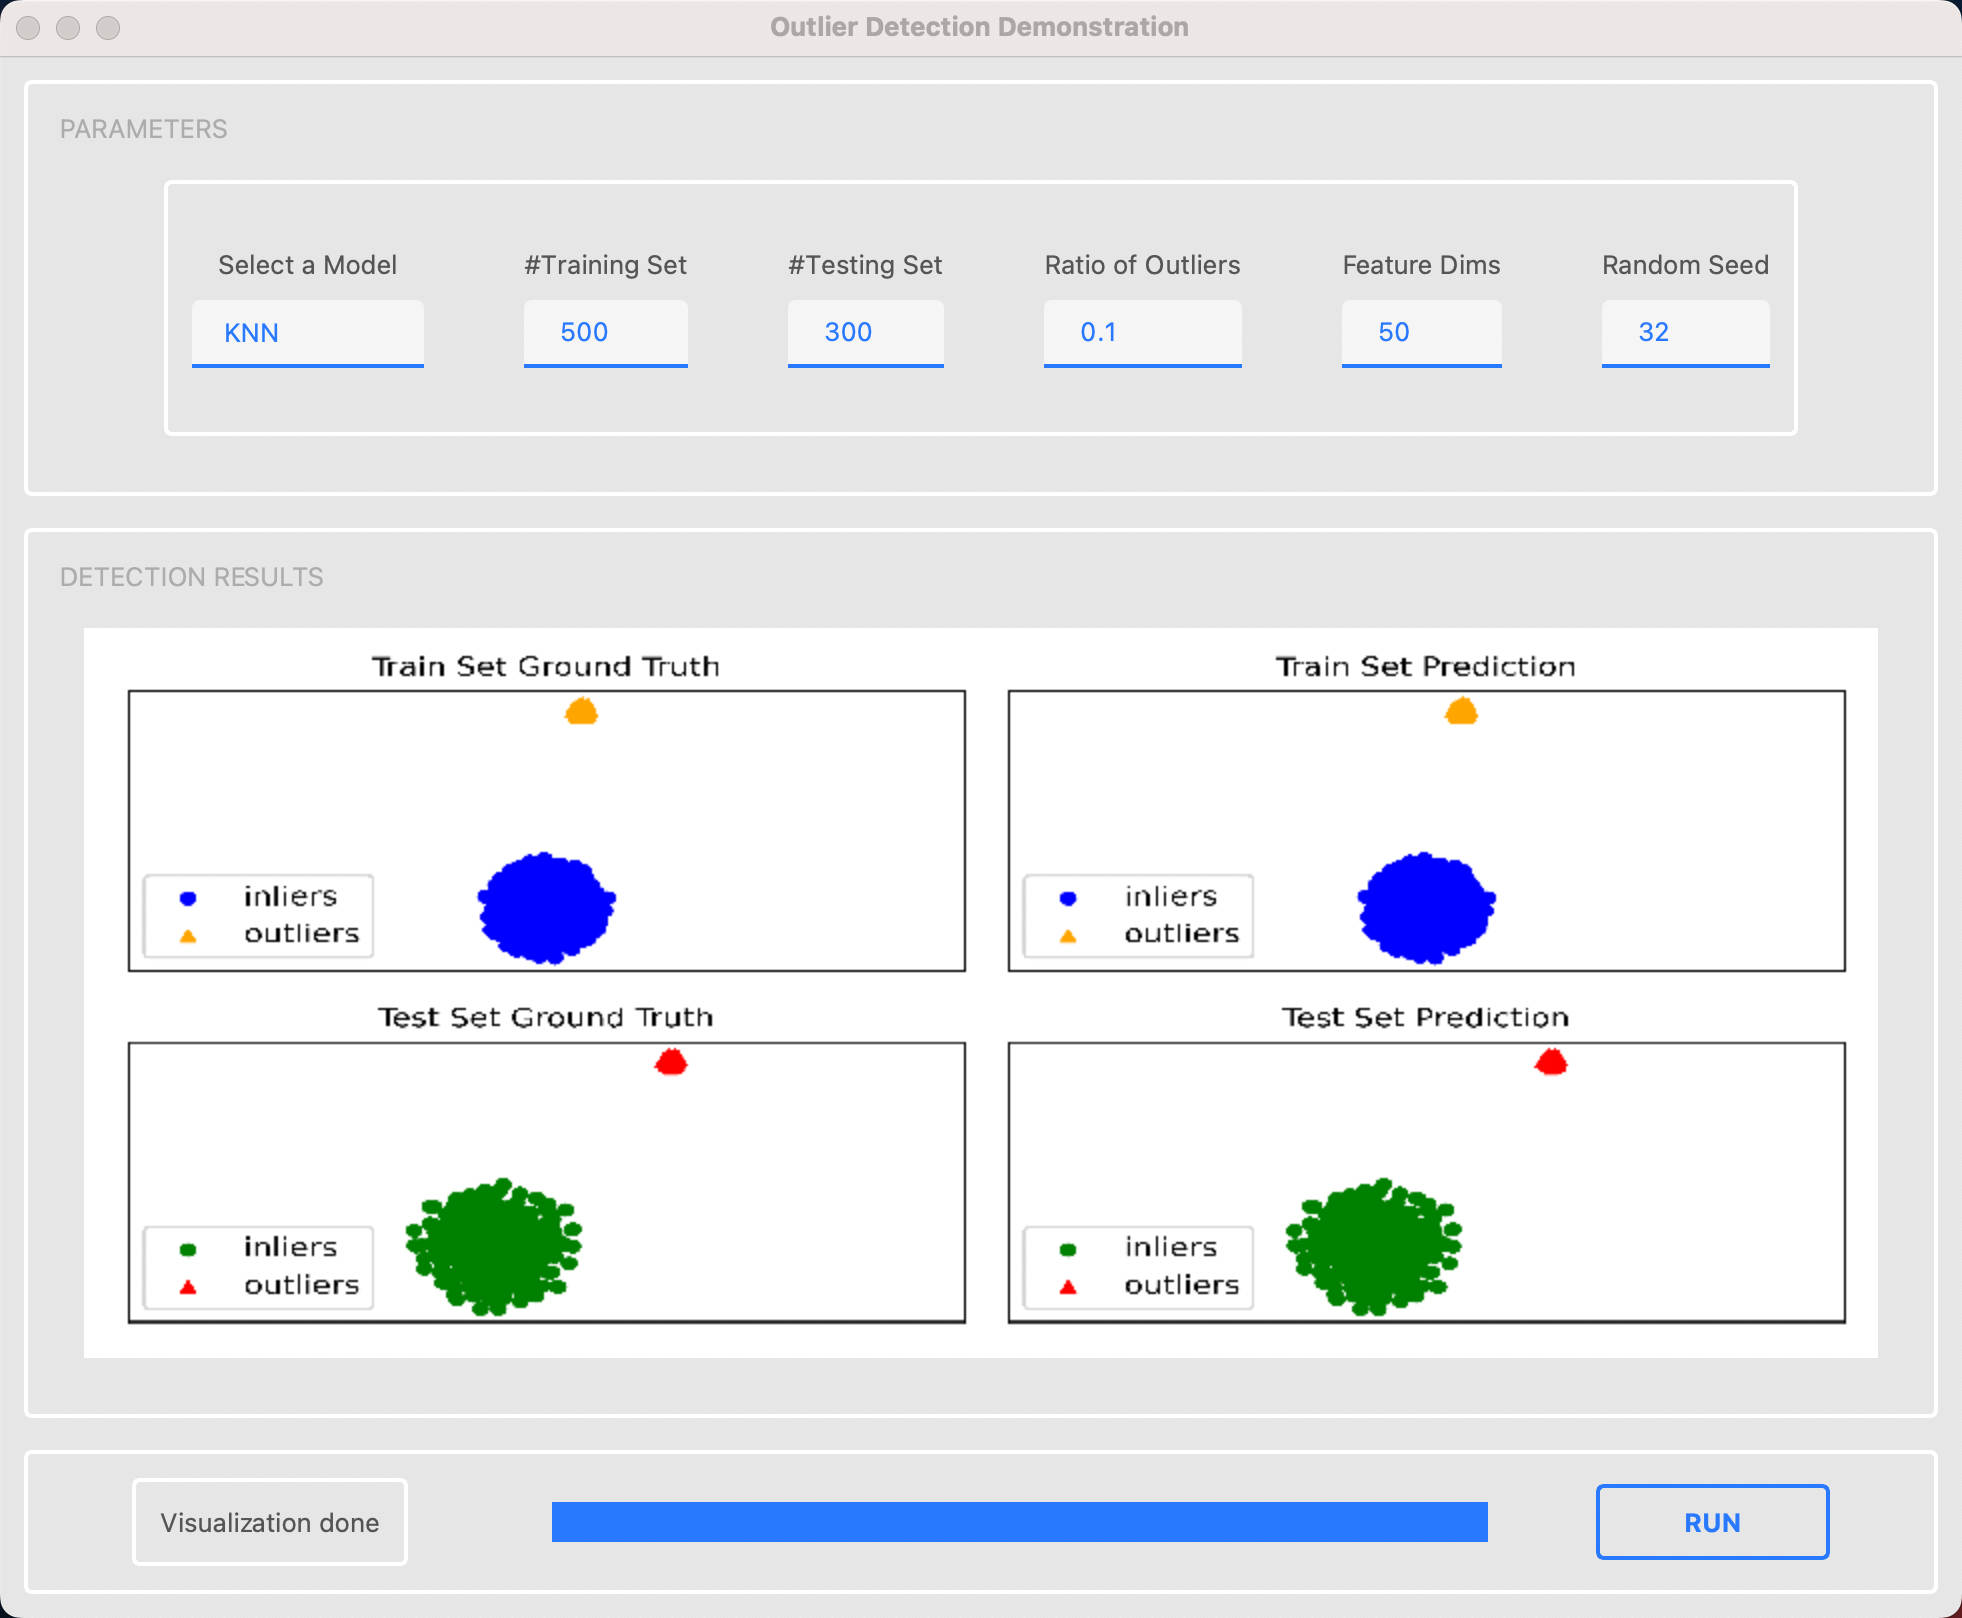 Outlier Detection Demonstration
PARAMETERS
Select a Model
#Training Set
#Testing Set
Ratio of Outliers
Feature Dims
Random Seed
KNN
500
300
0.1
50
32
DETECTION RESULTS
Train Set Ground Truth
inliers
outliers
Train Set Prediction
inliers
outliers
Test Set Ground Truth
inliers
outliers
Test Set Prediction
inliers
outliers
Visualization done
RUN